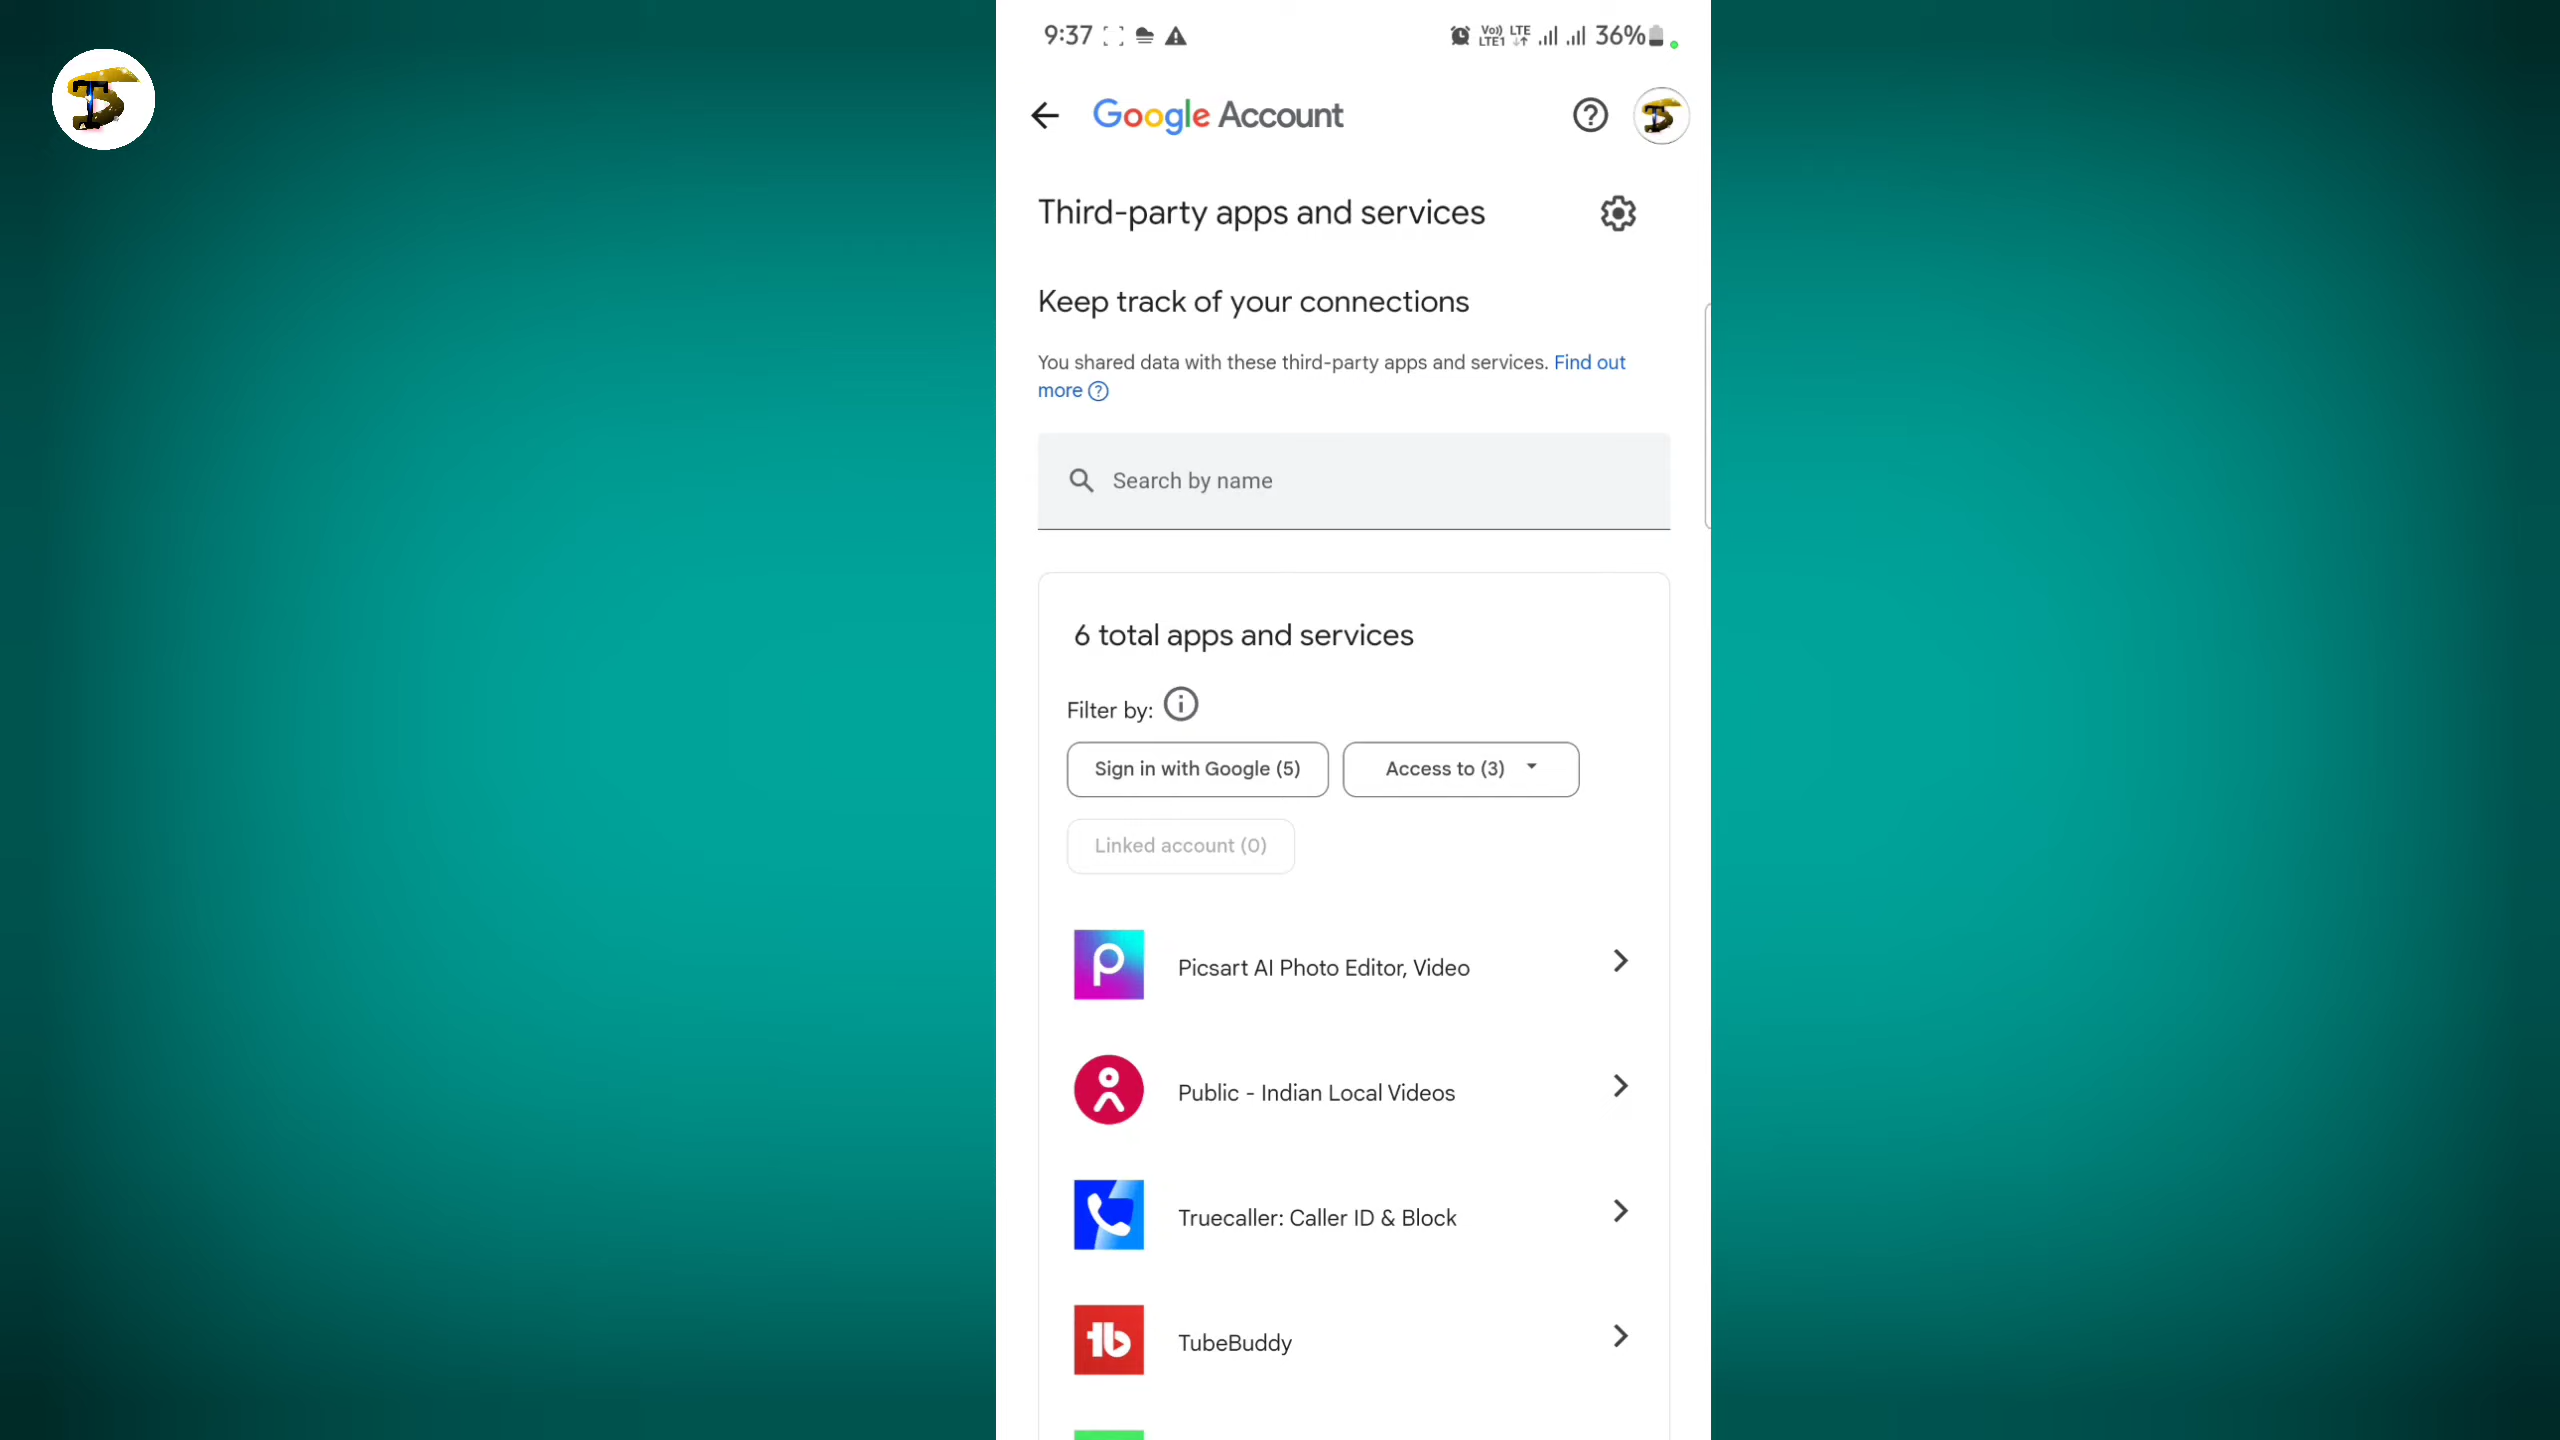 9:37
Vo)) LTE 36%
LTE1
Google Account
Third-party apps and services
Keep track of your connections
You shared data with these third-party apps and services. Find out
more
Search by name
6 total apps and services
Filter by:
Sign in with Google (5)
Access to (3)
Linked account (0)
Picsart AI Photo Editor, Video
Public - Indian Local Videos
Truecaller: Caller ID & Block
TubeBuddy